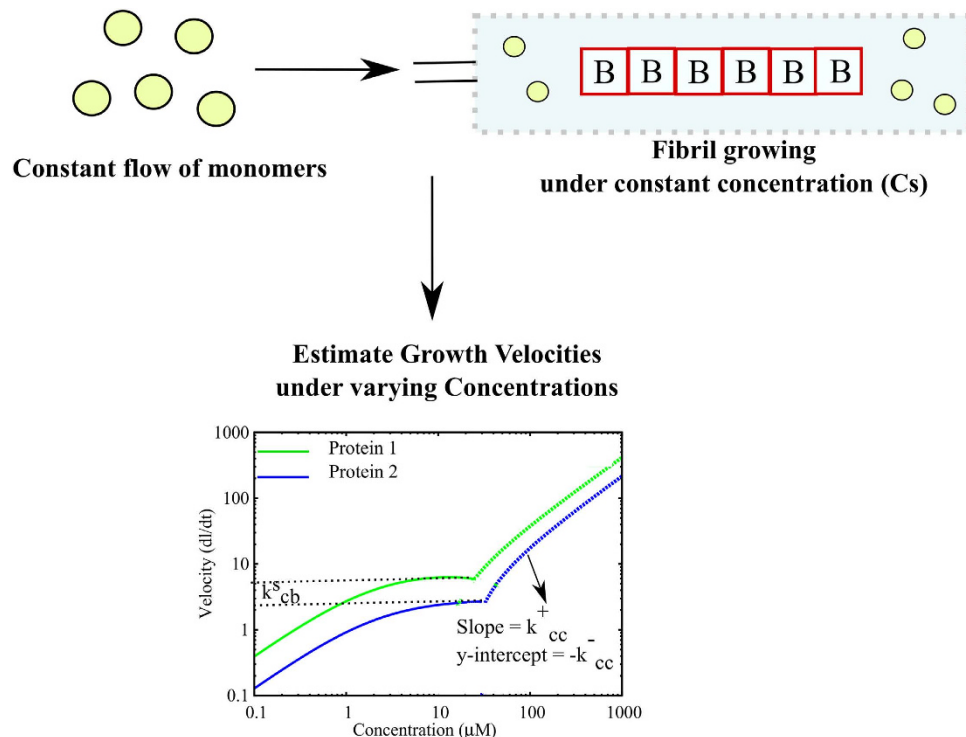 B B B B B B
Constant flow of monomers
Fibril growing
under constant concentration (Cs)
Estimate Growth Velocities
under varying Concentrations
1000
100
10
1
0.1
Velocity (dl/dt)
Protein 1
Protein 2
k^s_cb
Slope = k^+_cc
y-intercept = -k^-_cc
0.1 1 10 100 1000
Concentration (μM)